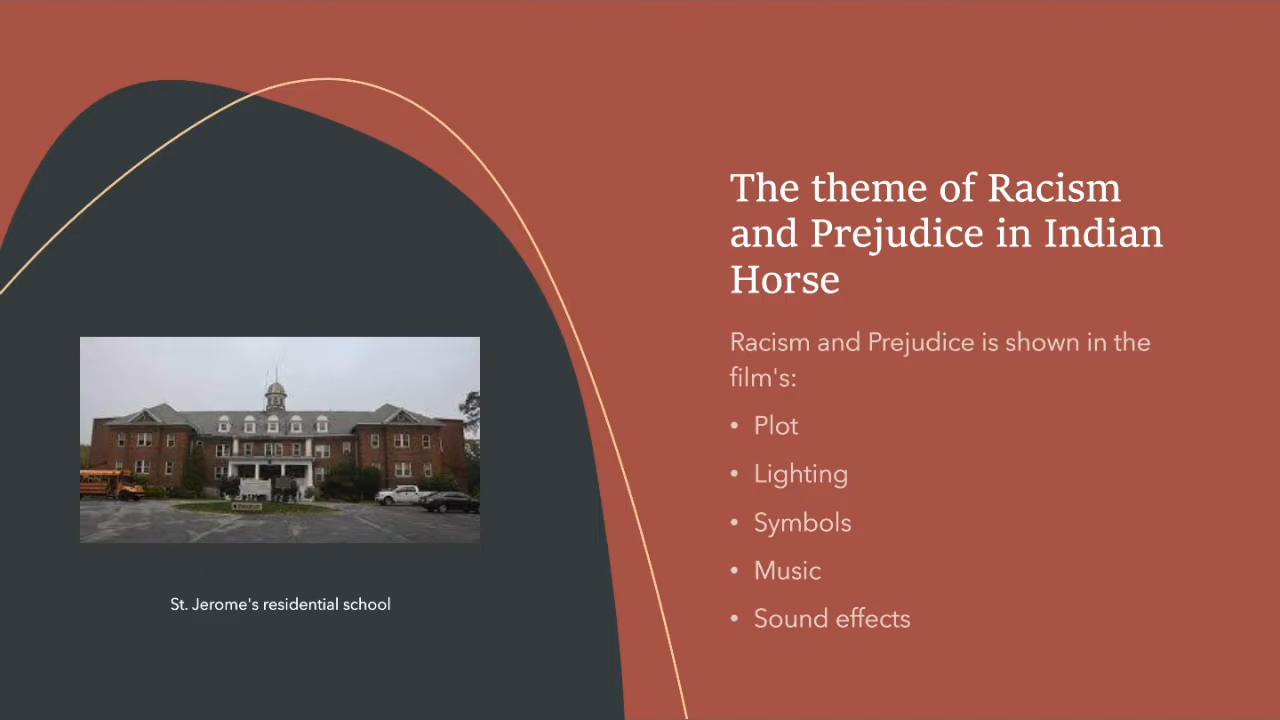 The theme of Racism
and Prejudice in Indian
Horse
Racism and Prejudice is shown in the
film's:
• Plot
• Lighting
• Symbols
• Music
• Sound effects
St. Jerome's residential school